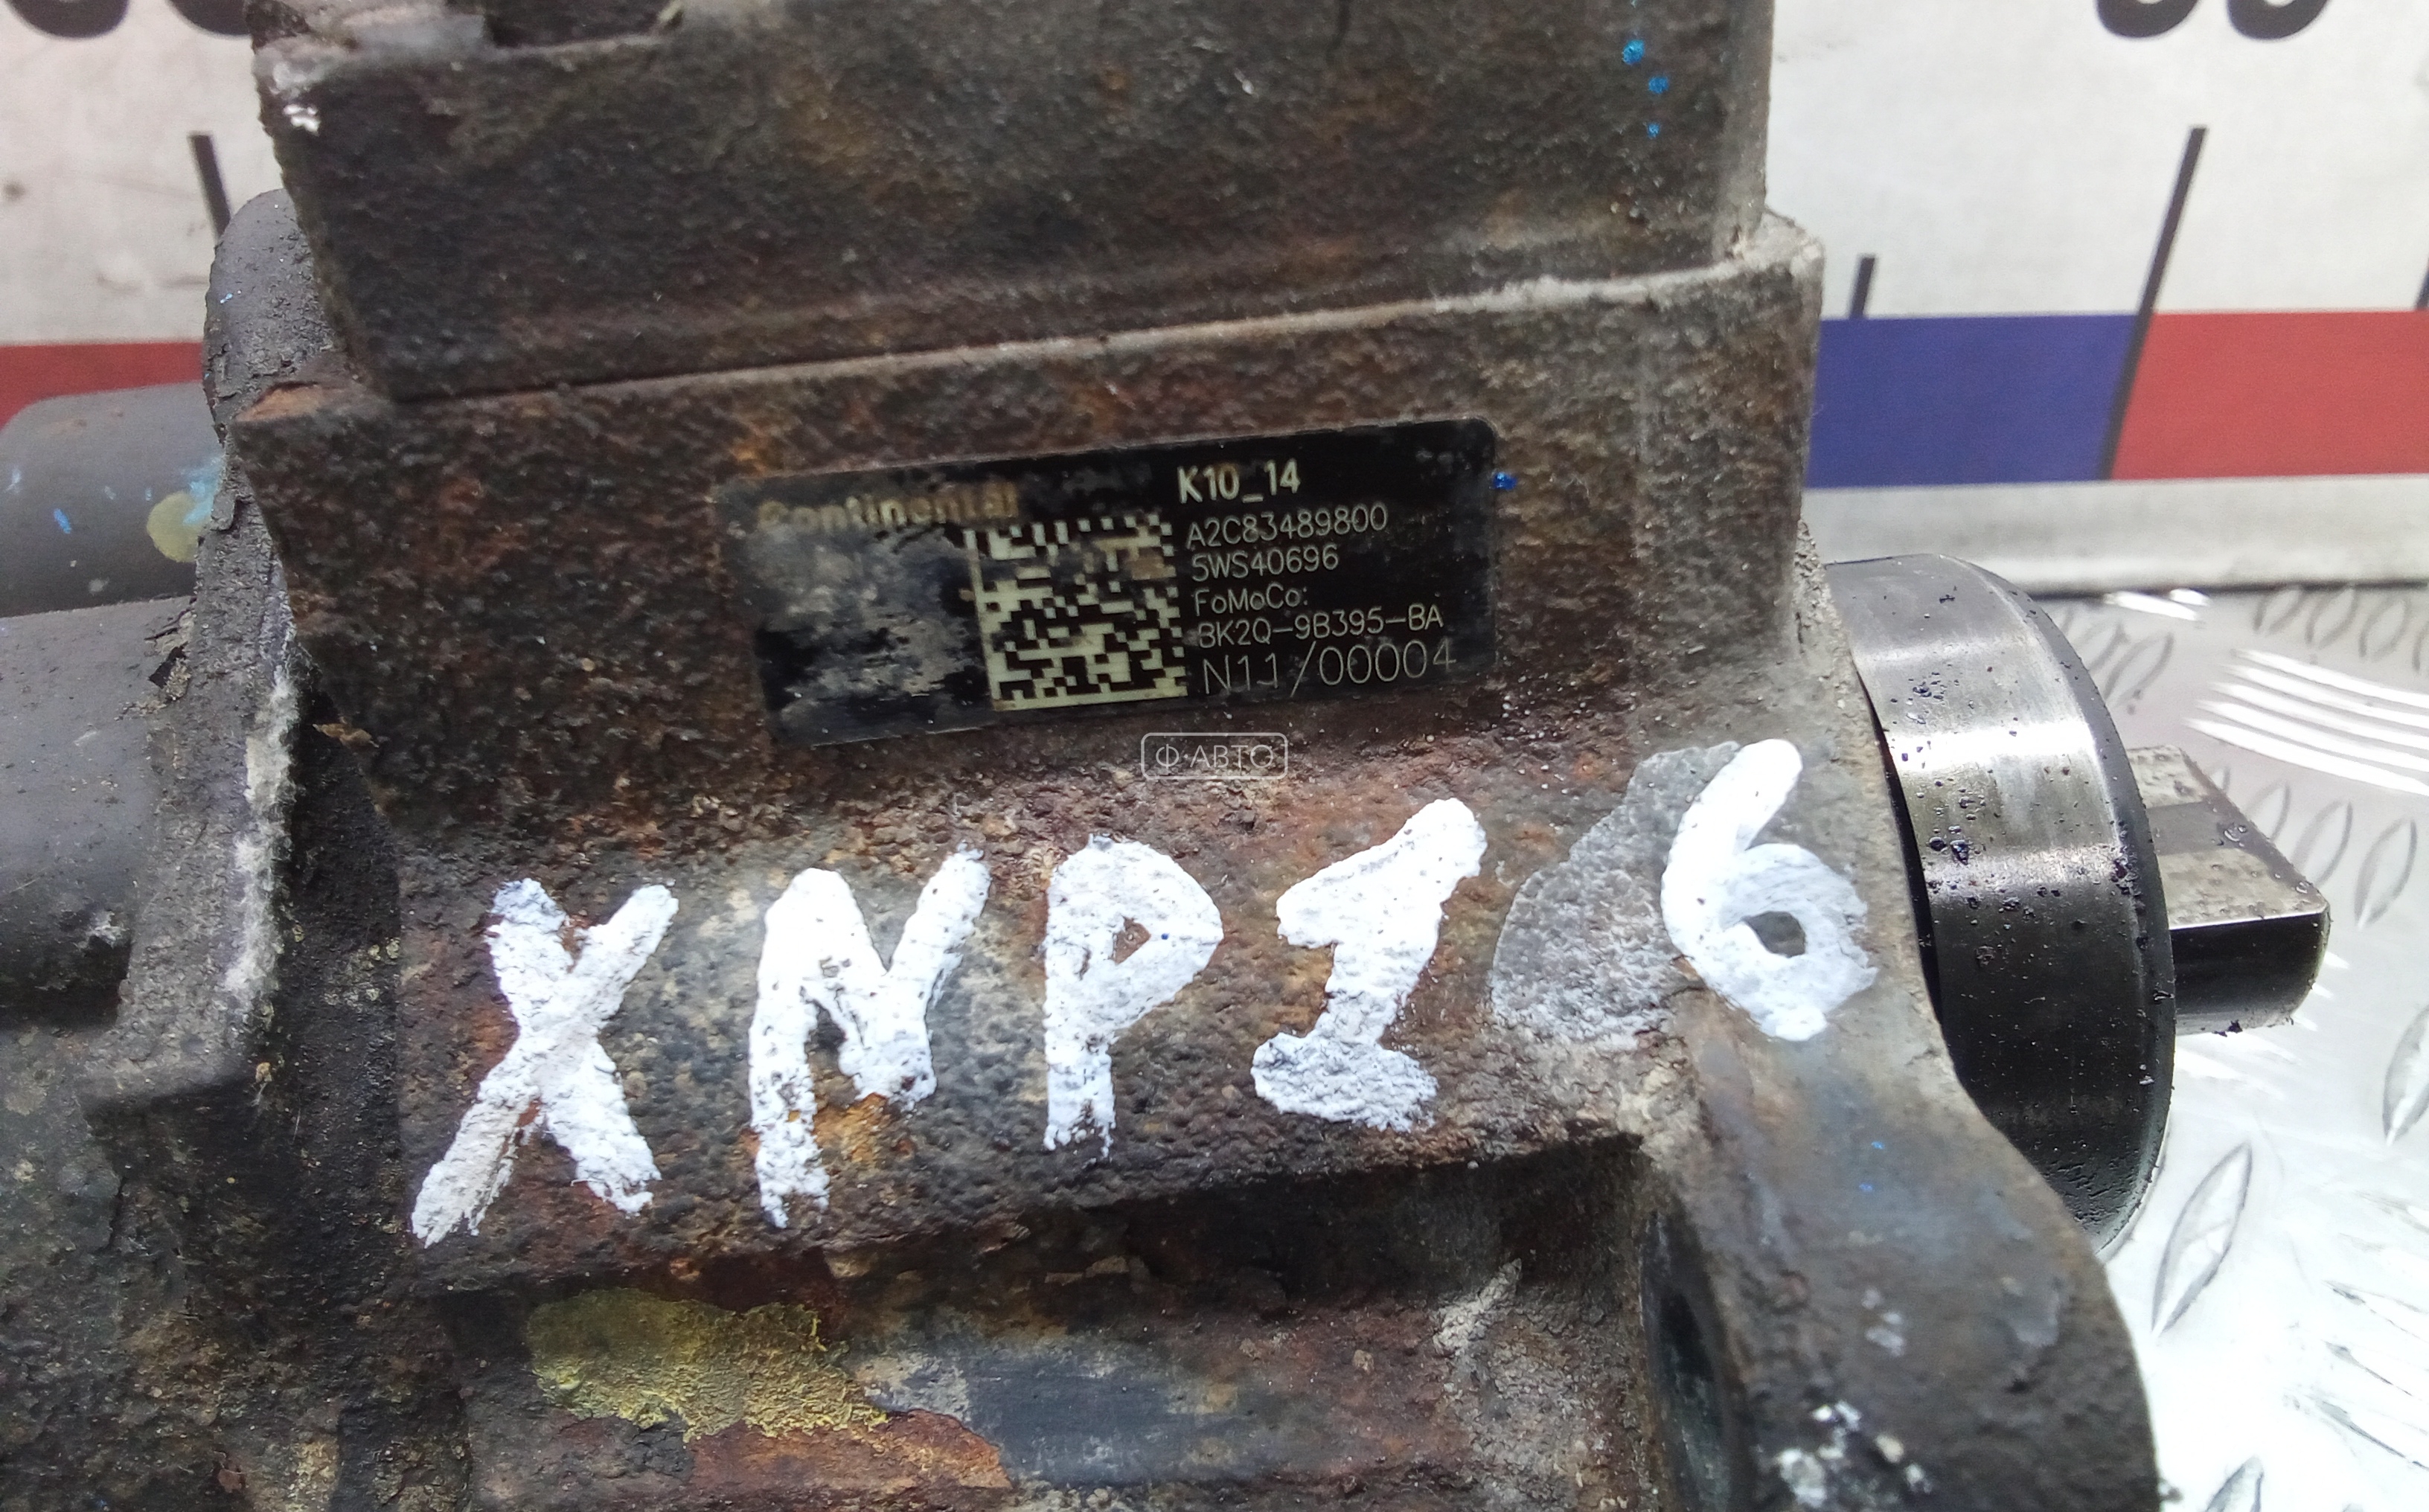 Continental
K10_14
A2C83489800
5WS40696
FoMoCo:
BK2Q-9B395-BA
N11/00004
Ф·АВТО
XNP16